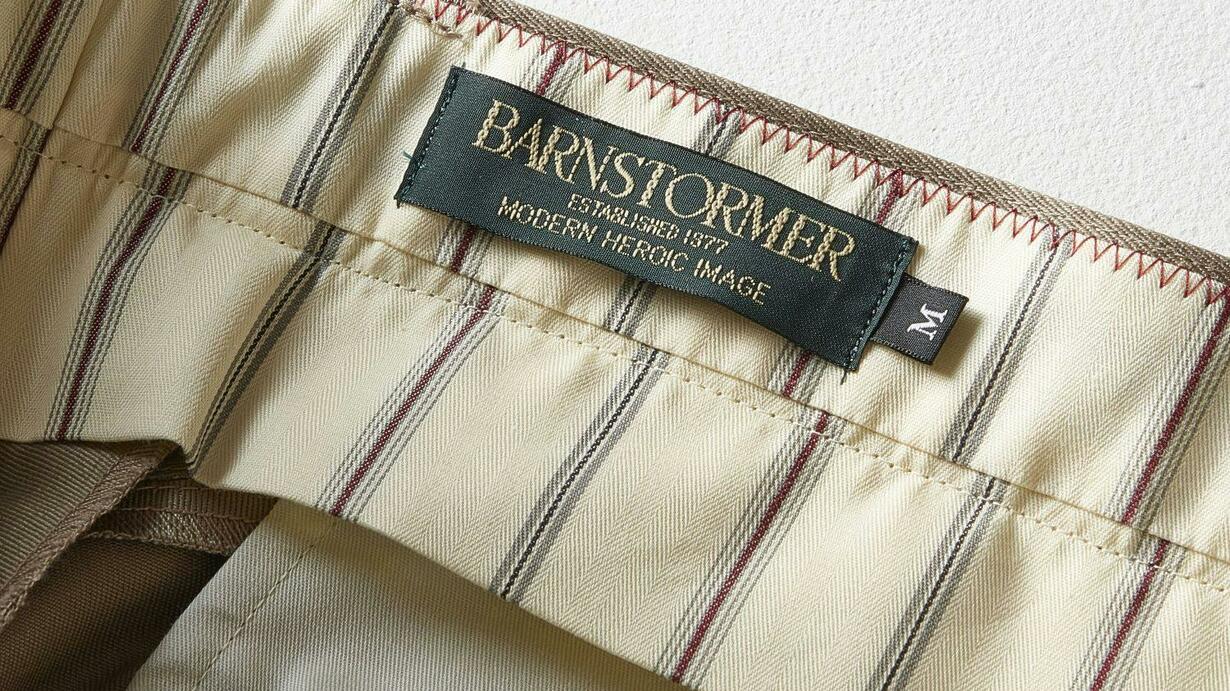 BARNSTORMER
ESTABLISHED 1977
MODERN HEROIC IMAGE
M